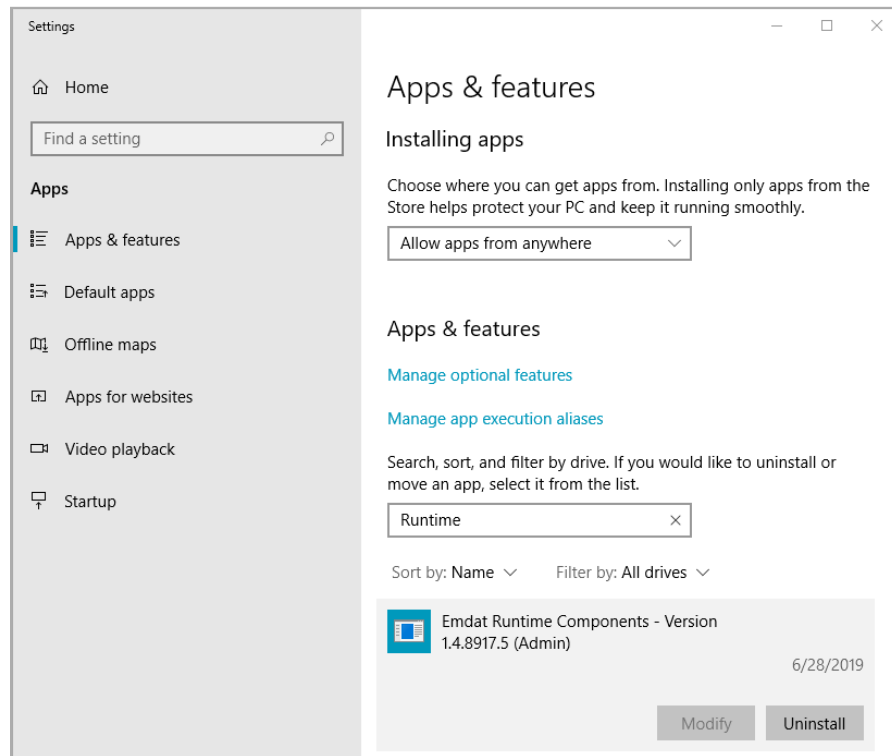 Settings
Home
Find a setting
Apps
Apps & features
Default apps
Offline maps
Apps for websites
Video playback
Startup
Apps & features
Installing apps
Choose where you can get apps from. Installing only apps from the
Store helps protect your PC and keep it running smoothly.
Allow apps from anywhere
Apps & features
Manage optional features
Manage app execution aliases
Search, sort, and filter by drive. If you would like to uninstall or
move an app, select it from the list.
Runtime
Sort by: Name Filter by: All drives
Emdat Runtime Components - Version
1.4.8917.5 (Admin)
6/28/2019
Modify Uninstall